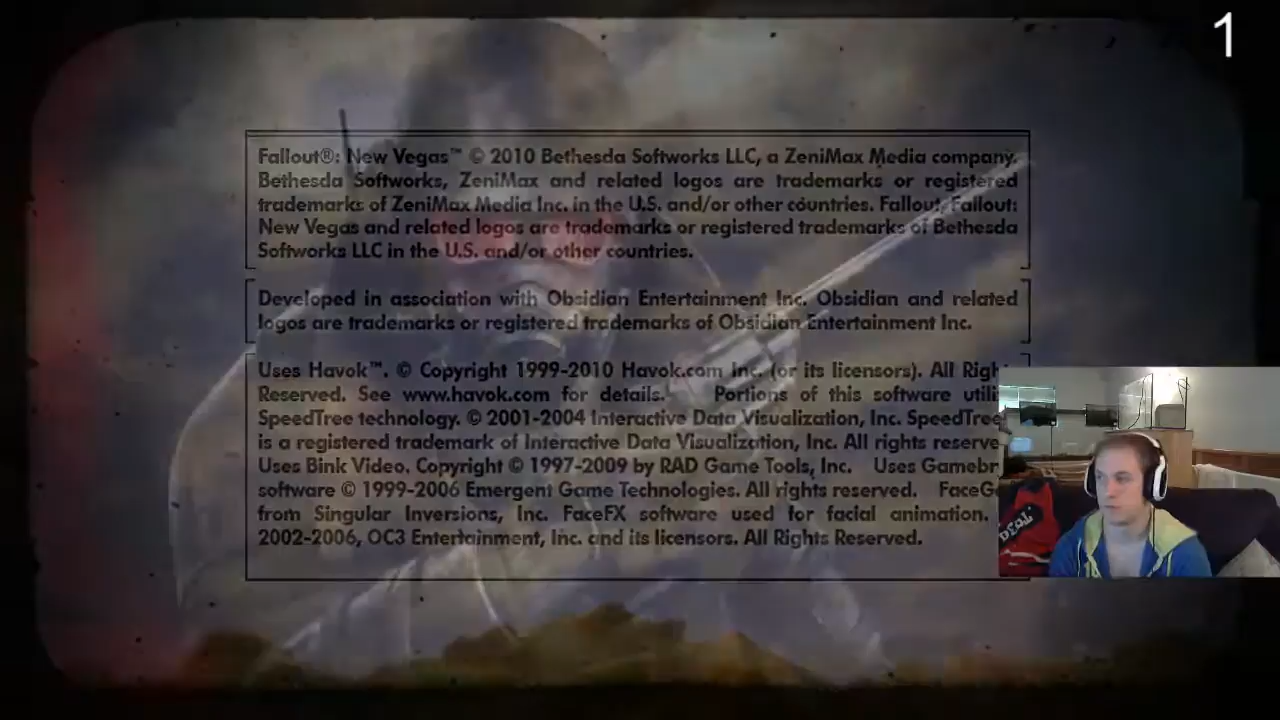 1
Fallout®: New Vegas™ © 2010 Bethesda Softworks LLC, a ZeniMax Media company.
Bethesda Softworks, ZeniMax and related logos are trademarks or registered
trademarks of ZeniMax Media Inc. in the U.S. and/or other countries. Fallout, Fallout:
New Vegas and related logos are trademarks or registered trademarks of Bethesda
Softworks LLC in the U.S. and/or other countries.
Developed in association with Obsidian Entertainment Inc. Obsidian and related
logos are trademarks or registered trademarks of Obsidian Entertainment Inc.
Uses Havok™. © Copyright 1999-2010 Havok.com Inc. (or its licensors). All
Reserved. See www.havok.com for details. Portions of this software
SpeedTree technology. © 2001-2004 Interactive Data Visualization, Inc. SpeedTree
is a registered trademark of Interactive Data Visualization, Inc. All rights
Uses Bink Video. Copyright © 1997-2009 by RAD Game Tools, Inc. Uses
software © 1999-2006 Emergent Game Technologies. All rights reserved.
from Singular Inversions, Inc. FaceFX software used for facial animation.
2002-2006, OC3 Entertainment, Inc. and its licensors. All Rights Reserved.